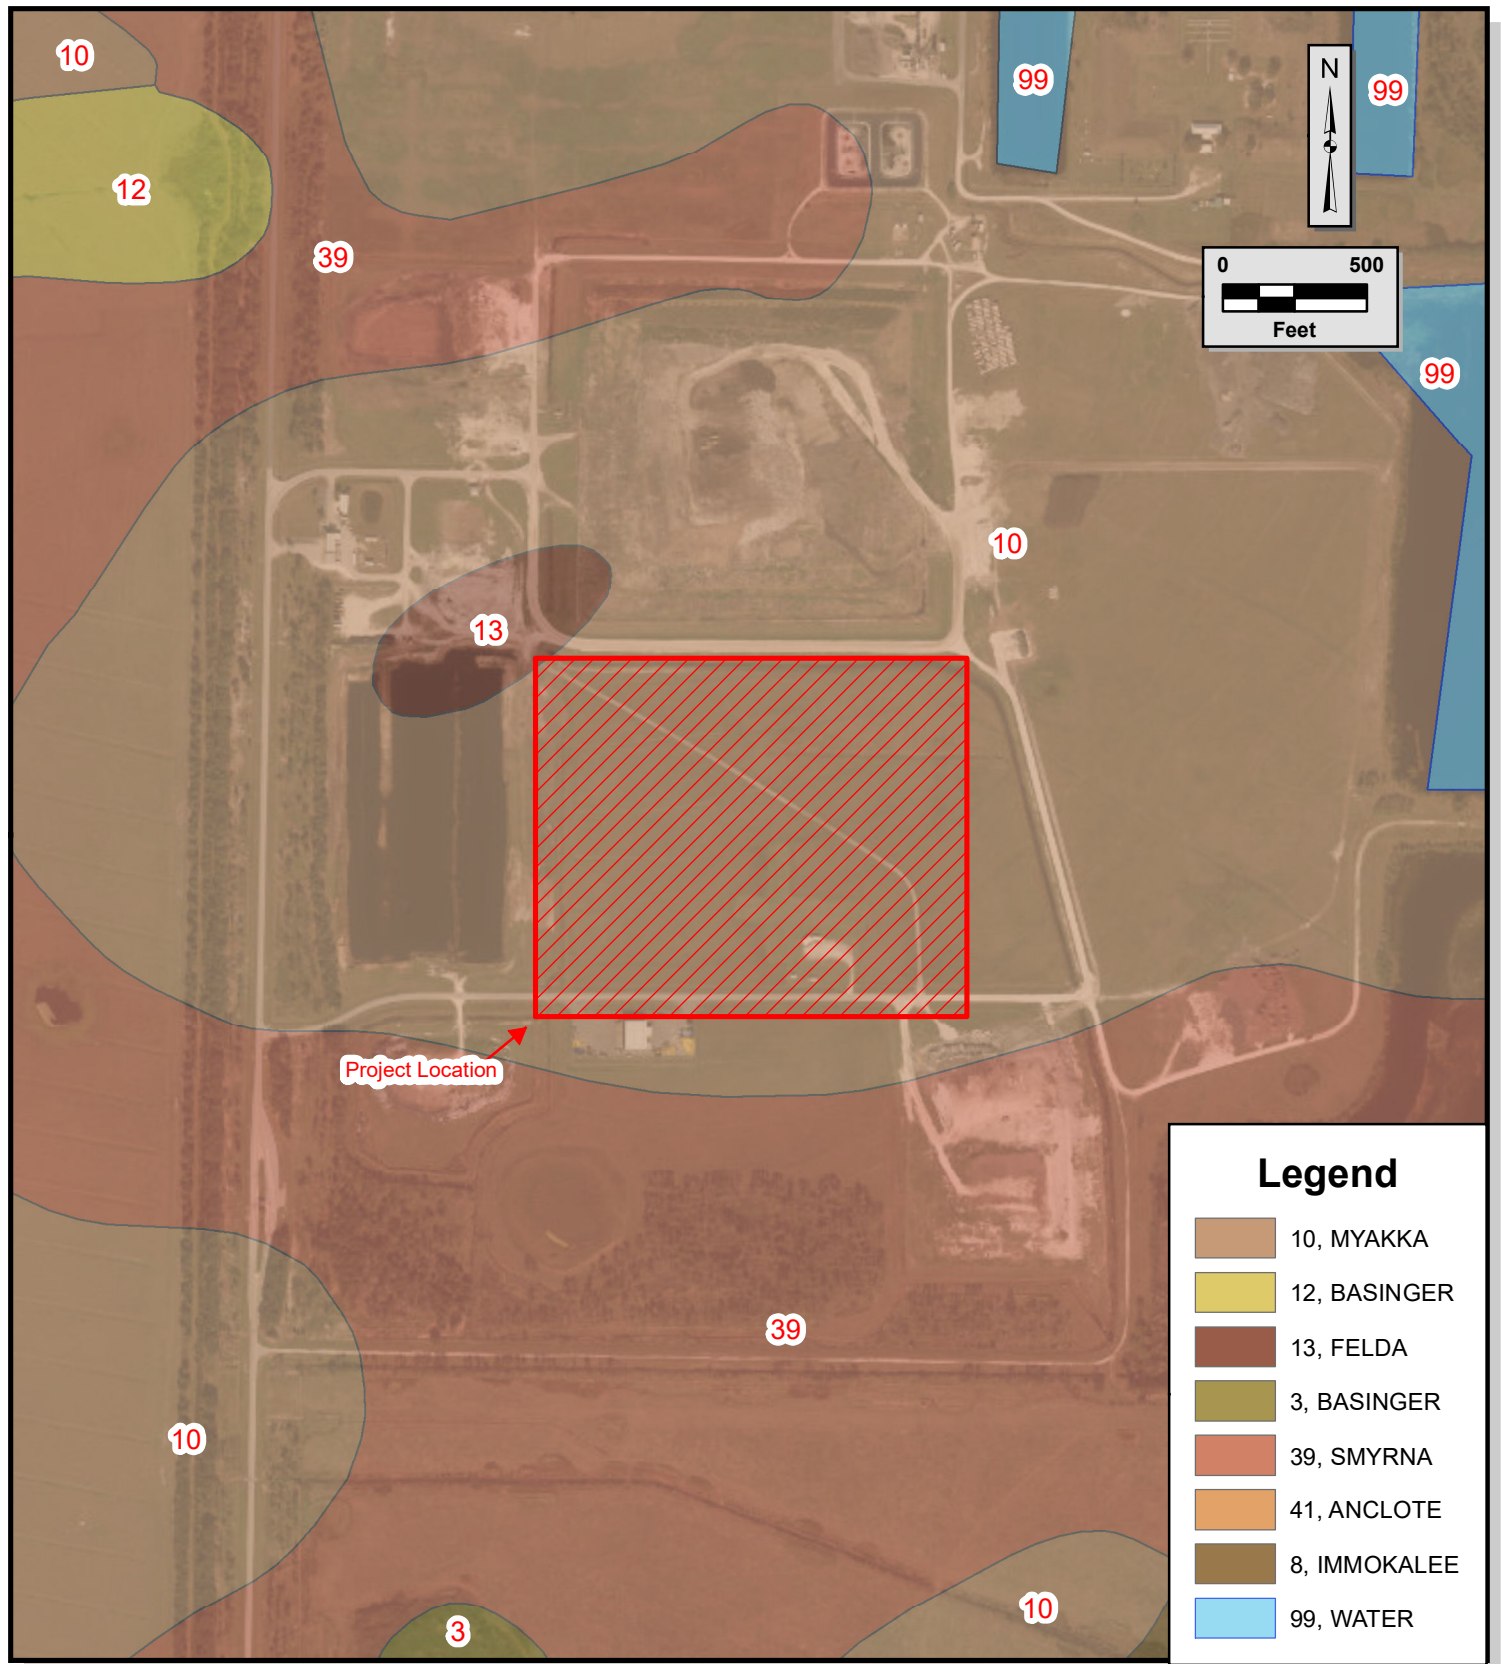 10
99
N
99
12
39
0 500
Feet
99
10
13
Project Location
Legend
10, MYAKKA
12, BASINGER
13, FELDA
39
3, BASINGER
10
39, SMYRNA
41, ANCLOTE
8, IMMOKALEE
10
99, WATER
3